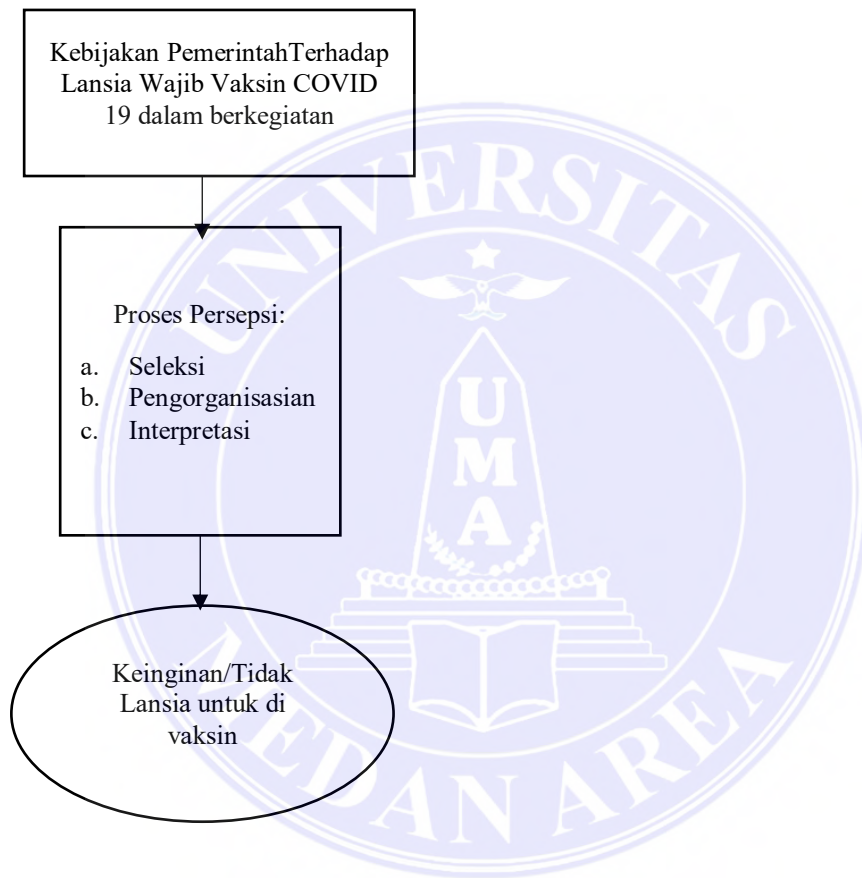 Kebijakan PemerintahTerhadap
Lansia Wajib Vaksin COVID
19 dalam berkegiatan
Proses Persepsi:
a. Seleksi
b. Pengorganisasian
c. Interpretasi
Keinginan/Tidak
Lansia untuk di
vaksin
UNIVERSITAS
UMA
MEDAN AREA